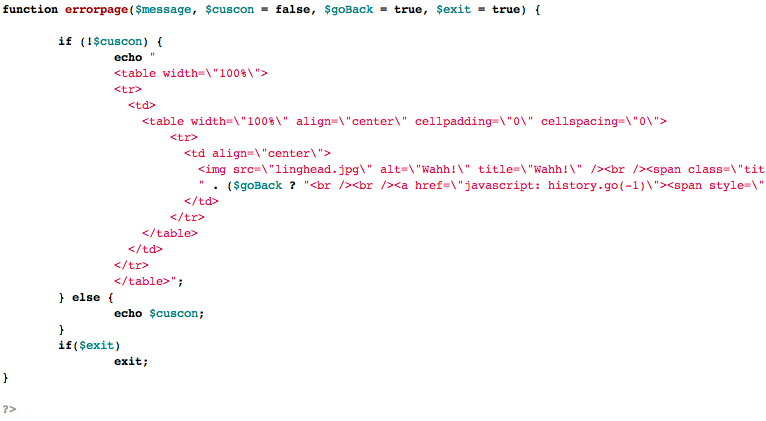 function errorpage($message, $cuscon = false, $goBack = true, $exit = true) {
if (!$cuscon) {
echo "
<table width=\"100%\">
<tr>
<td>
<table width=\"100%\" align=\"center\" cellpadding=\"0\" cellspacing=\"0\">
<tr>
<td align=\"center\">
<img src=\"linghead.jpg\" alt=\"Wahh!\" title=\"Wahh!\" /><br /><span class=\"tit
" . ($goBack ? "<br /><br /><a href=\"javascript: history.go(-1)\"><span style=\"
</td>
</tr>
</table>
</td>
</tr>
</table>";
} else {
echo $cuscon;
}
if($exit)
exit;
}
?>